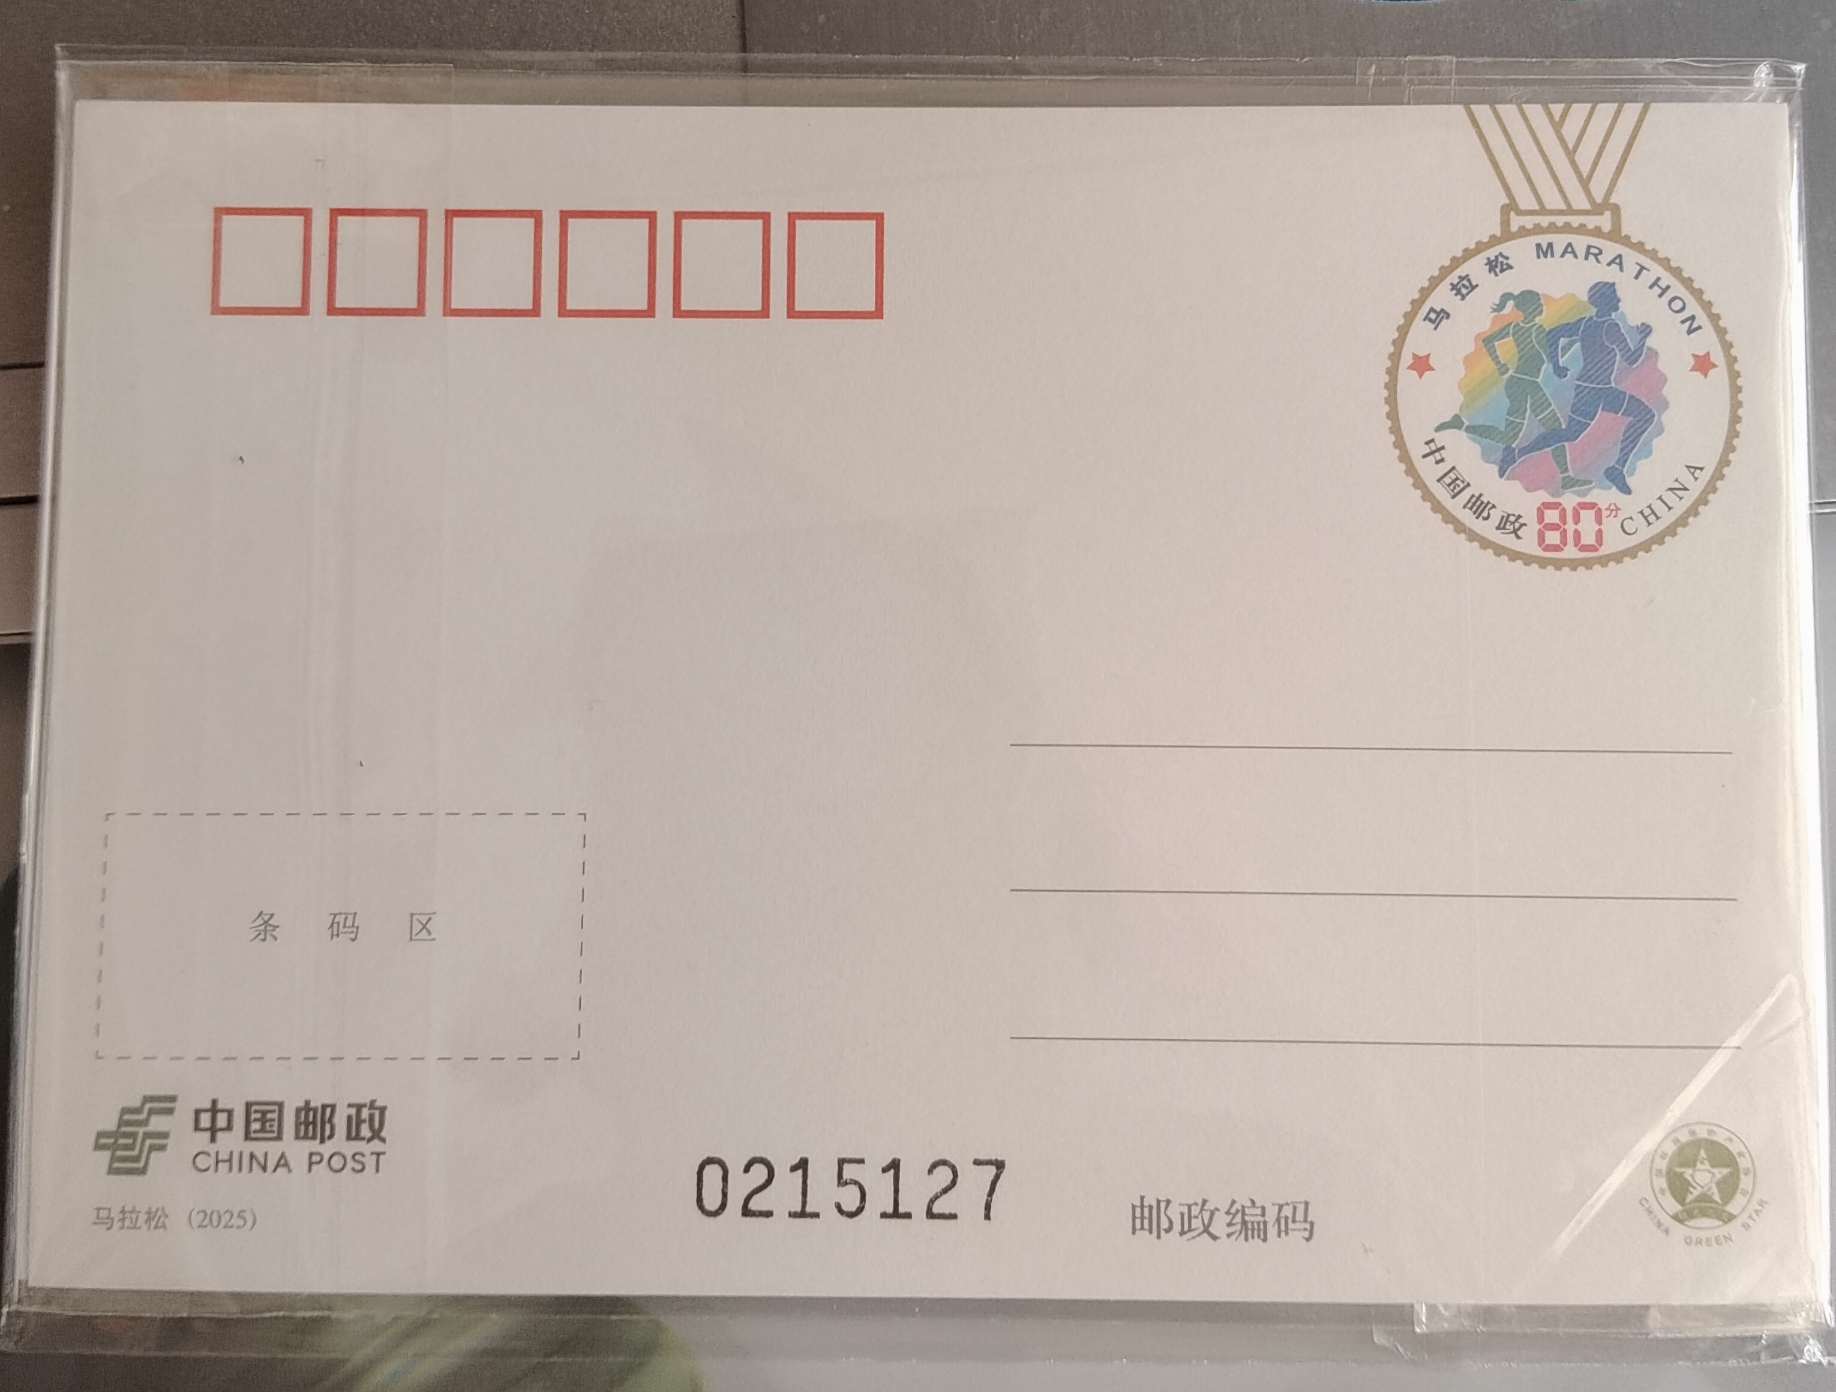 马拉松 MARATHON
中国邮政 80分 CHINA
条码区
中国邮政
CHINA POST
马拉松 (2025)
0215127
邮政编码
CHINA GREEN STAR